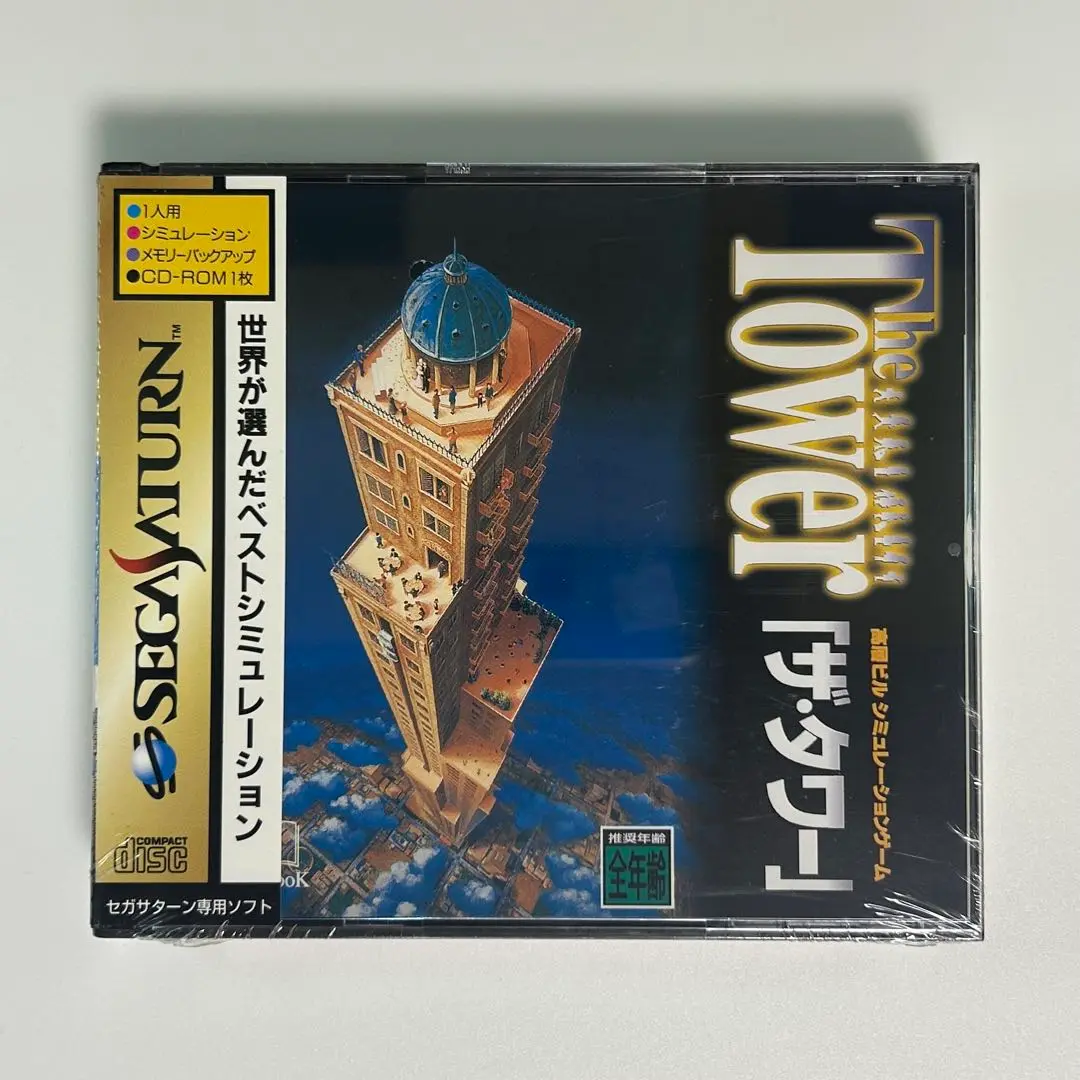 ●1人用
●シミュレーション
●メモリーバックアップ
●CD-ROM1枚
SEGA SATURN™
COMPACT
disc
セガサターン専用ソフト
世界が選んだベストシミュレーション
The
Tower
高層ビルシミュレーションゲーム
「ザ・タワー」
推奨年齢
全年齢